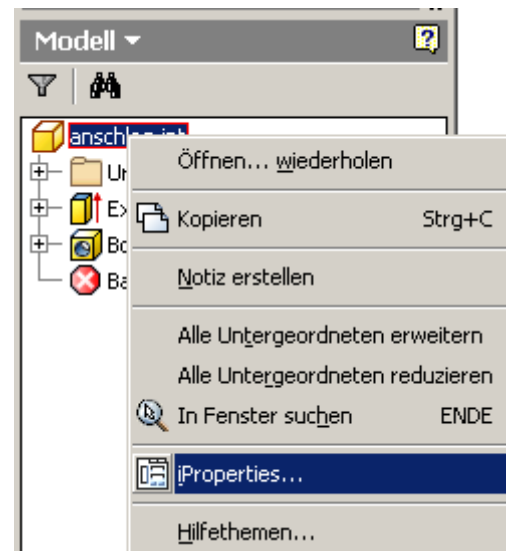 Modell
anschlag.ipt
Öffnen... wiederholen
Kopieren Strg+C
Notiz erstellen
Alle Untergeordneten erweitern
Alle Untergeordneten reduzieren
In Fenster suchen ENDE
iProperties...
Hilfethemen...